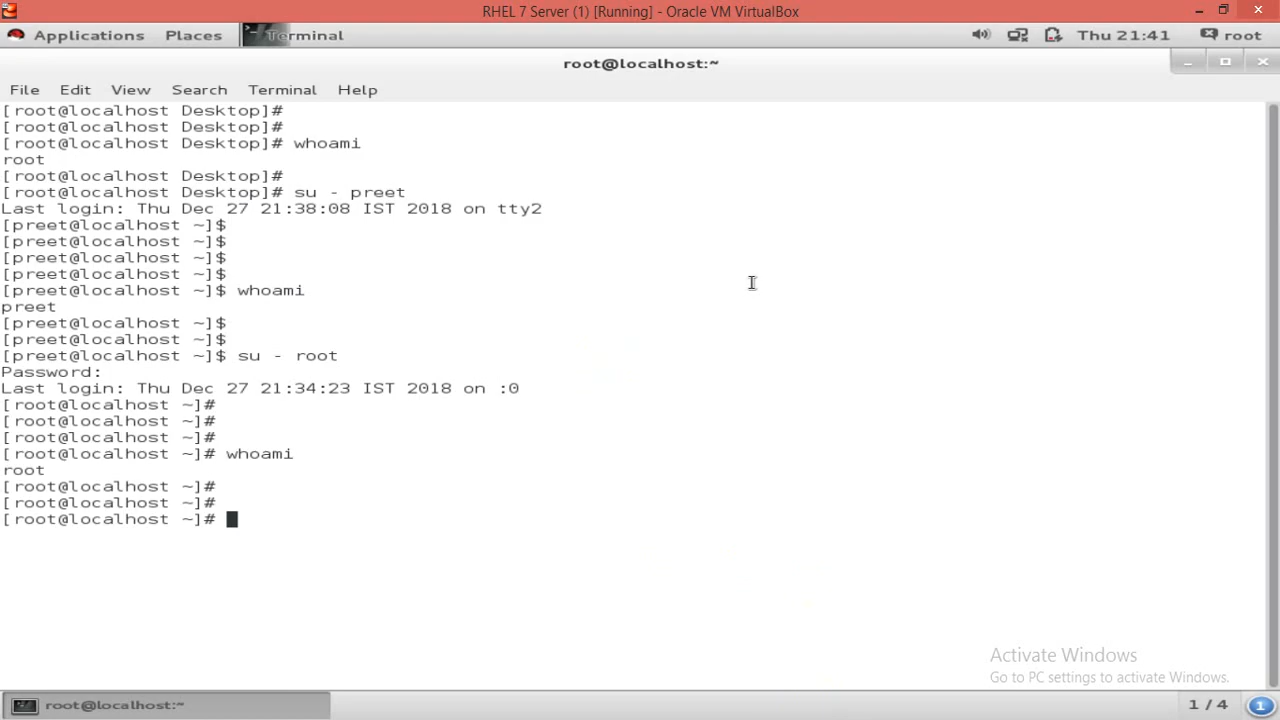 RHEL 7 Server (1) [Running] - Oracle VM VirtualBox
Applications Places Terminal Thu 21:41 root
root@localhost:~
File Edit View Search Terminal Help
[root@localhost Desktop]#
[root@localhost Desktop]#
[root@localhost Desktop]# whoami
root
[root@localhost Desktop]#
[root@localhost Desktop]# su - preet
Last login: Thu Dec 27 21:38:08 IST 2018 on tty2
[preet@localhost ~]$
[preet@localhost ~]$
[preet@localhost ~]$
[preet@localhost ~]$
[preet@localhost ~]$ whoami
preet
[preet@localhost ~]$
[preet@localhost ~]$
[preet@localhost ~]$ su - root
Password:
Last login: Thu Dec 27 21:34:23 IST 2018 on :0
[root@localhost ~]#
[root@localhost ~]#
[root@localhost ~]#
[root@localhost ~]# whoami
root
[root@localhost ~]#
[root@localhost ~]#
[root@localhost ~]#
Activate Windows
Go to PC settings to activate Windows.
root@localhost:~ 1 / 4 1